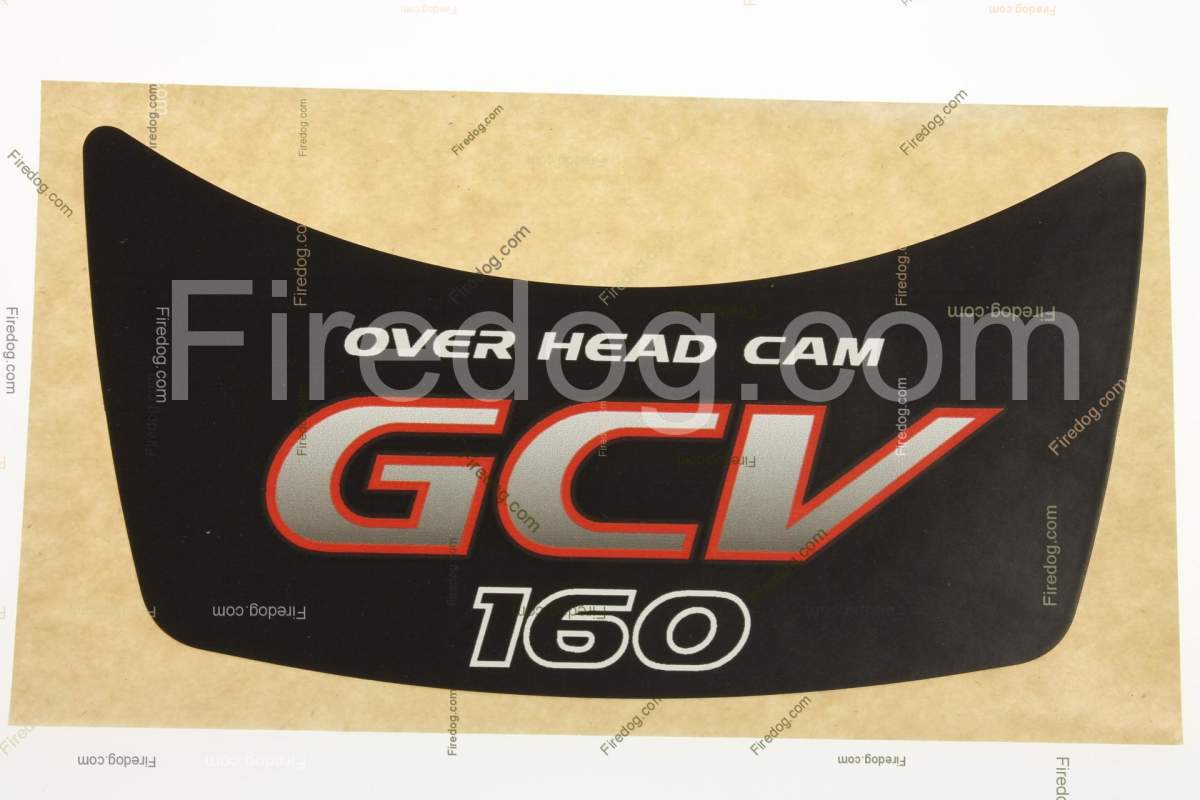 Firedog.com
OVER HEAD CAM
GCV
160